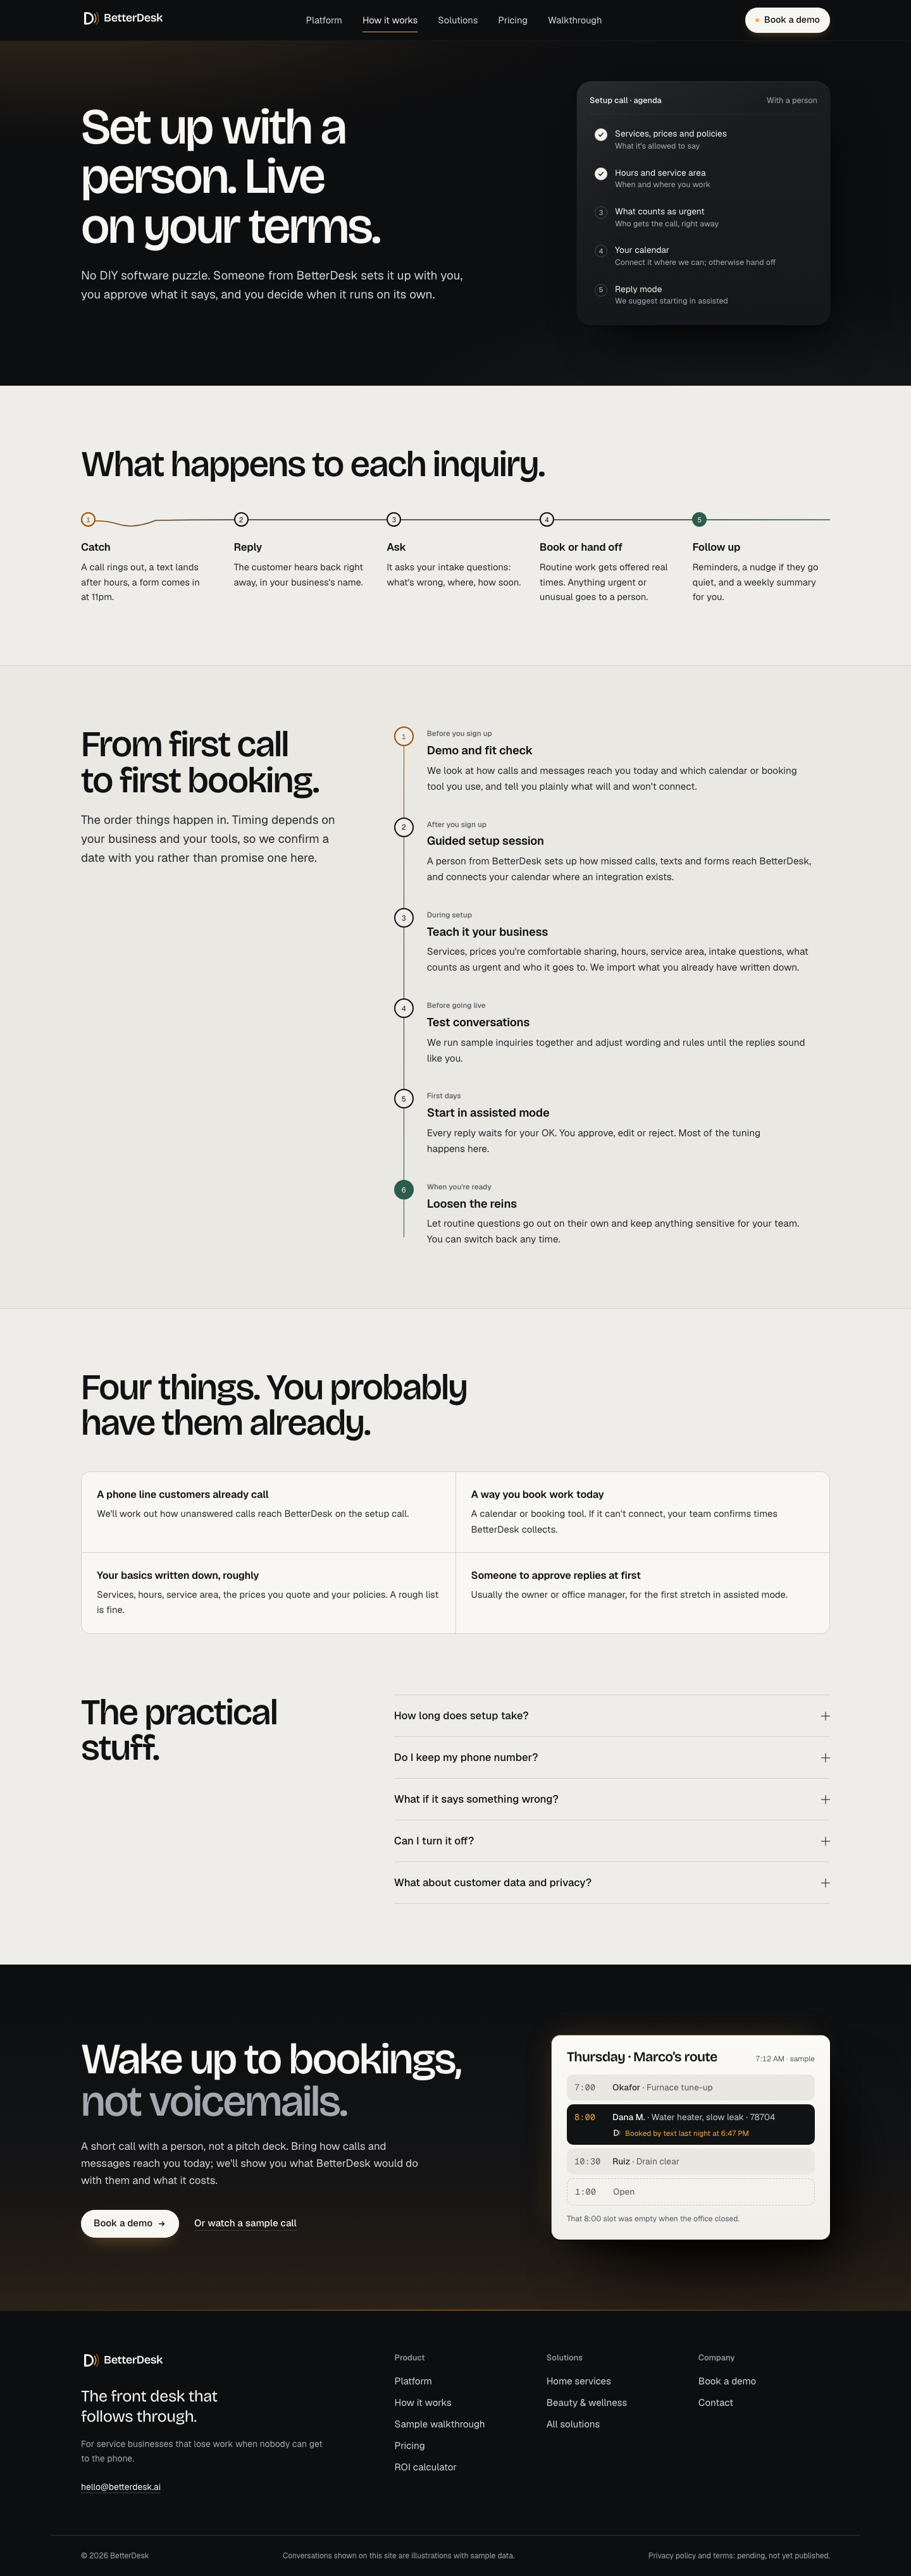 BetterDesk
Platform
How it works
Solutions
Pricing
Walkthrough
Book a demo
Set up with a
person. Live
on your terms.
No DIY software puzzle. Someone from BetterDesk sets it up with you,
you approve what it says, and you decide when it runs on its own.
Setup call · agenda
With a person
Services, prices and policies
What it's allowed to say
Hours and service area
When and where you work
3
What counts as urgent
Who gets the call, right away
4
Your calendar
Connect it where we can; otherwise hand off
5
Reply mode
We suggest starting in assisted
What happens to each inquiry.
1
Catch
A call rings out, a text lands
after hours, a form comes in
at 11pm.
2
Reply
The customer hears back right
away, in your business's name.
3
Ask
It asks your intake questions:
what's wrong, where, how soon.
4
Book or hand off
Routine work gets offered real
times. Anything urgent or
unusual goes to a person.
5
Follow up
Reminders, a nudge if they go
quiet, and a weekly summary
for you.
From first call
to first booking.
The order things happen in. Timing depends on
your business and your tools, so we confirm a
date with you rather than promise one here.
1
Before you sign up
Demo and fit check
We look at how calls and messages reach you today and which calendar or booking
tool you use, and tell you plainly what will and won't connect.
2
After you sign up
Guided setup session
A person from BetterDesk sets up how missed calls, texts and forms reach BetterDesk,
and connects your calendar where an integration exists.
3
During setup
Teach it your business
Services, prices you're comfortable sharing, hours, service area, intake questions, what
counts as urgent and who it goes to. We import what you already have written down.
4
Before going live
Test conversations
We run sample inquiries together and adjust wording and rules until the replies sound
like you.
5
First days
Start in assisted mode
Every reply waits for your OK. You approve, edit or reject. Most of the tuning
happens here.
6
When you're ready
Loosen the reins
Let routine questions go out on their own and keep anything sensitive for your team.
You can switch back any time.
Four things. You probably
have them already.
A phone line customers already call
We'll work out how unanswered calls reach BetterDesk on the setup call.
A way you book work today
A calendar or booking tool. If it can't connect, your team confirms times
BetterDesk collects.
Your basics written down, roughly
Services, hours, service area, the prices you quote and your policies. A rough list
is fine.
Someone to approve replies at first
Usually the owner or office manager, for the first stretch in assisted mode.
The practical
stuff.
How long does setup take?
Do I keep my phone number?
What if it says something wrong?
Can I turn it off?
What about customer data and privacy?
Wake up to bookings,
not voicemails.
A short call with a person, not a pitch deck. Bring how calls and
messages reach you today; we'll show you what BetterDesk would do
with them and what it costs.
Book a demo →
Or watch a sample call
Thursday · Marco's route
7:12 AM · sample
7:00 Okafor · Furnace tune-up
8:00 Dana M. · Water heater, slow leak · 78704
Booked by text last night at 6:47 PM
10:30 Ruiz · Drain clear
1:00 Open
That 8:00 slot was empty when the office closed.
BetterDesk
The front desk that
follows through.
For service businesses that lose work when nobody can get
to the phone.
hello@betterdesk.ai
Product
Platform
How it works
Sample walkthrough
Pricing
ROI calculator
Solutions
Home services
Beauty & wellness
All solutions
Company
Book a demo
Contact
© 2026 BetterDesk
Conversations shown on this site are illustrations with sample data.
Privacy policy and terms: pending, not yet published.